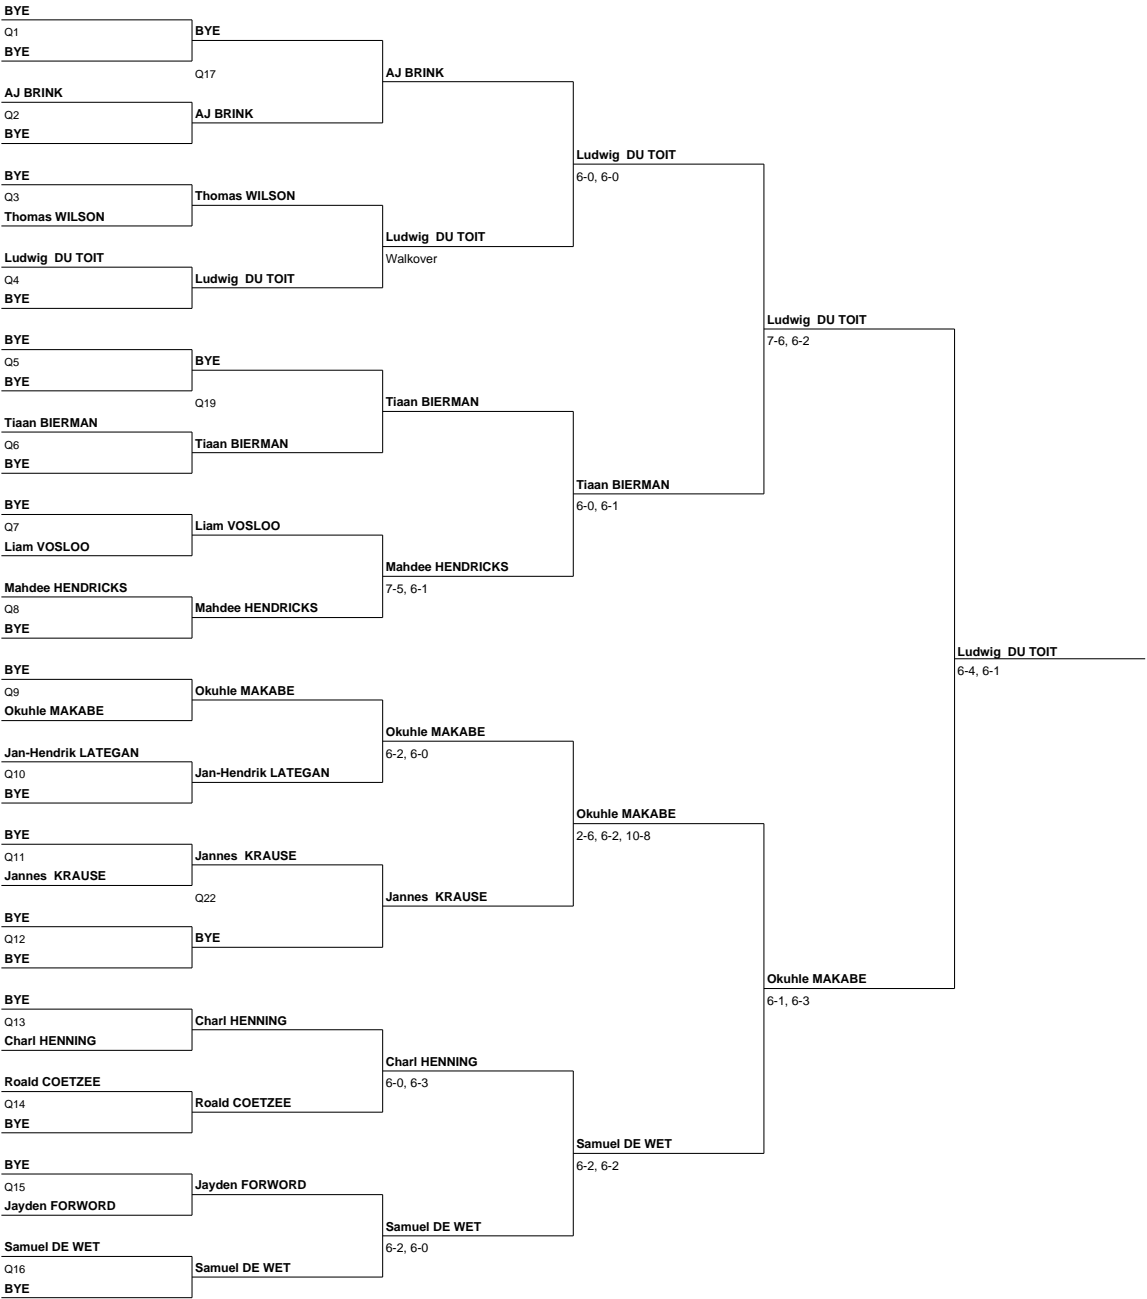 BYE
Q1
BYE
AJ BRINK
Q2
BYE
BYE
Q3
Thomas WILSON
Ludwig DU TOIT
Q4
BYE
BYE
Q5
BYE
Tiaan BIERMAN
Q6
BYE
BYE
Q7
Liam VOSLOO
Mahdee HENDRICKS
Q8
BYE
BYE
Q9
Okuhle MAKABE
Jan-Hendrik LATEGAN
Q10
BYE
BYE
Q11
Jannes KRAUSE
BYE
Q12
BYE
BYE
Q13
Charl HENNING
Roald COETZEE
Q14
BYE
BYE
Q15
Jayden FORWORD
Samuel DE WET
Q16
BYE
BYE
Q17
AJ BRINK
Thomas WILSON
Ludwig DU TOIT
BYE
Q19
Tiaan BIERMAN
Liam VOSLOO
Mahdee HENDRICKS
Okuhle MAKABE
Jan-Hendrik LATEGAN
Jannes KRAUSE
Q22
BYE
Charl HENNING
Roald COETZEE
Jayden FORWORD
Samuel DE WET
AJ BRINK
Ludwig DU TOIT
Walkover
Tiaan BIERMAN
Mahdee HENDRICKS
7-5, 6-1
Okuhle MAKABE
6-2, 6-0
Jannes KRAUSE
Charl HENNING
6-0, 6-3
Samuel DE WET
6-2, 6-0
Ludwig DU TOIT
6-0, 6-0
Tiaan BIERMAN
6-0, 6-1
Okuhle MAKABE
2-6, 6-2, 10-8
Samuel DE WET
6-2, 6-2
Ludwig DU TOIT
7-6, 6-2
Okuhle MAKABE
6-1, 6-3
Ludwig DU TOIT
6-4, 6-1